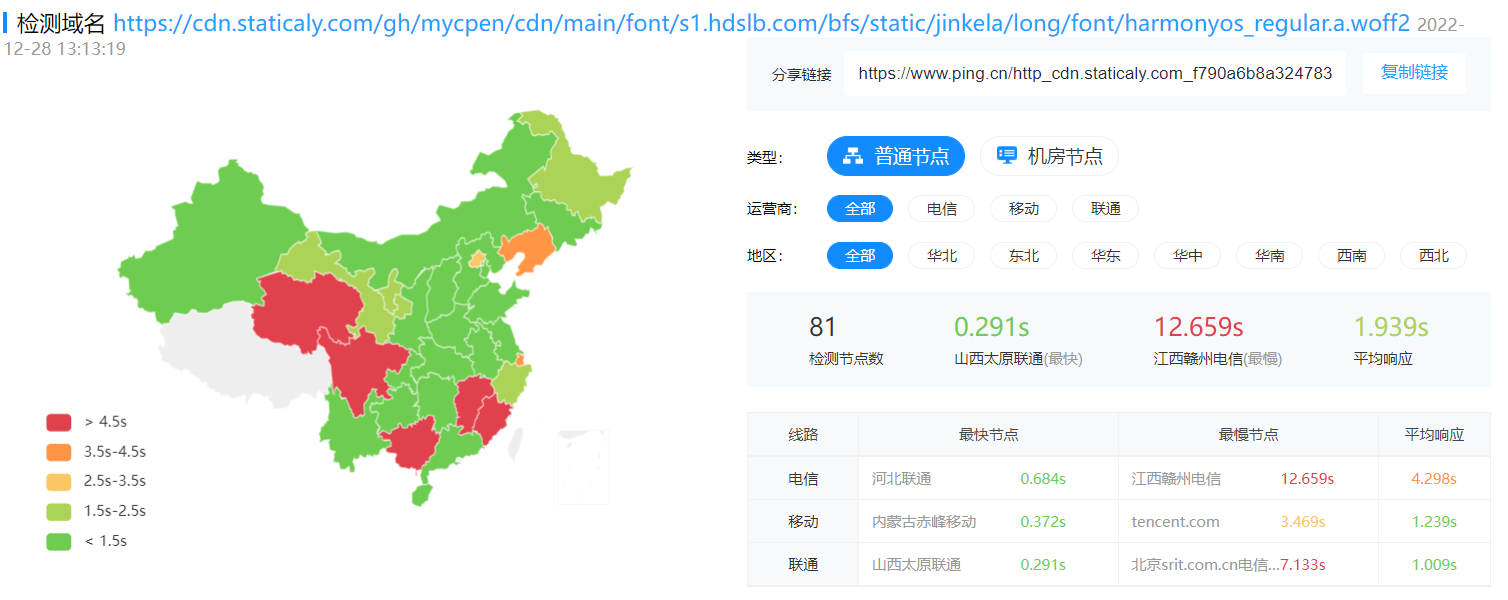 检测域名 https://cdn.staticaly.com/gh/mycpen/cdn/main/font/s1.hdslb.com/bfs/static/jinkela/long/font/harmonyos_regular.a.woff2 2022-
12-28 13:13:19
分享链接 https://www.ping.cn/http_cdn.staticaly.com_f790a6b8a324783 复制链接
类型： 普通节点 机房节点
运营商： 全部 电信 移动 联通
地区： 全部 华北 东北 华东 华中 华南 西南 西北
81 0.291s 12.659s 1.939s
检测节点数 山西太原联通(最快) 江西赣州电信(最慢) 平均响应
> 4.5s
3.5s-4.5s
2.5s-3.5s
1.5s-2.5s
< 1.5s
线路 最快节点 最慢节点 平均响应
电信 河北联通 0.684s 江西赣州电信 12.659s 4.298s
移动 内蒙古赤峰移动 0.372s tencent.com 3.469s 1.239s
联通 山西太原联通 0.291s 北京srit.com.cn电信...7.133s 1.009s